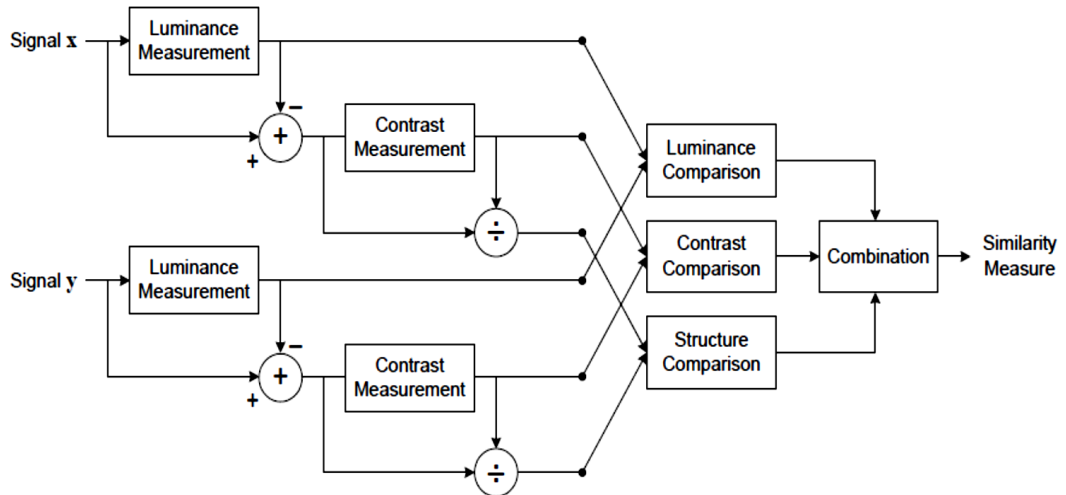 Signal x
Luminance
Measurement
−
+
+
Contrast
Measurement
÷
Signal y
Luminance
Measurement
−
+
+
Contrast
Measurement
÷
Luminance
Comparison
Contrast
Comparison
Structure
Comparison
Combination
Similarity
Measure